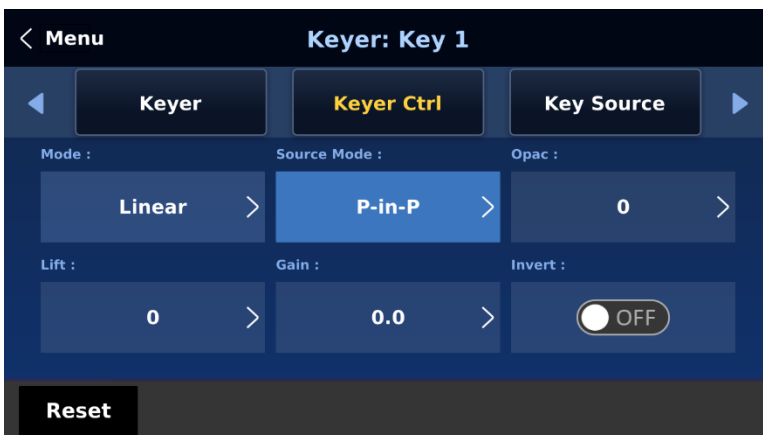 Menu
Keyer: Key 1
Keyer
Keyer Ctrl
Key Source
Mode :
Source Mode :
Opac :
Linear
P-in-P
0
Lift :
Gain :
Invert :
0
0.0
OFF
Reset